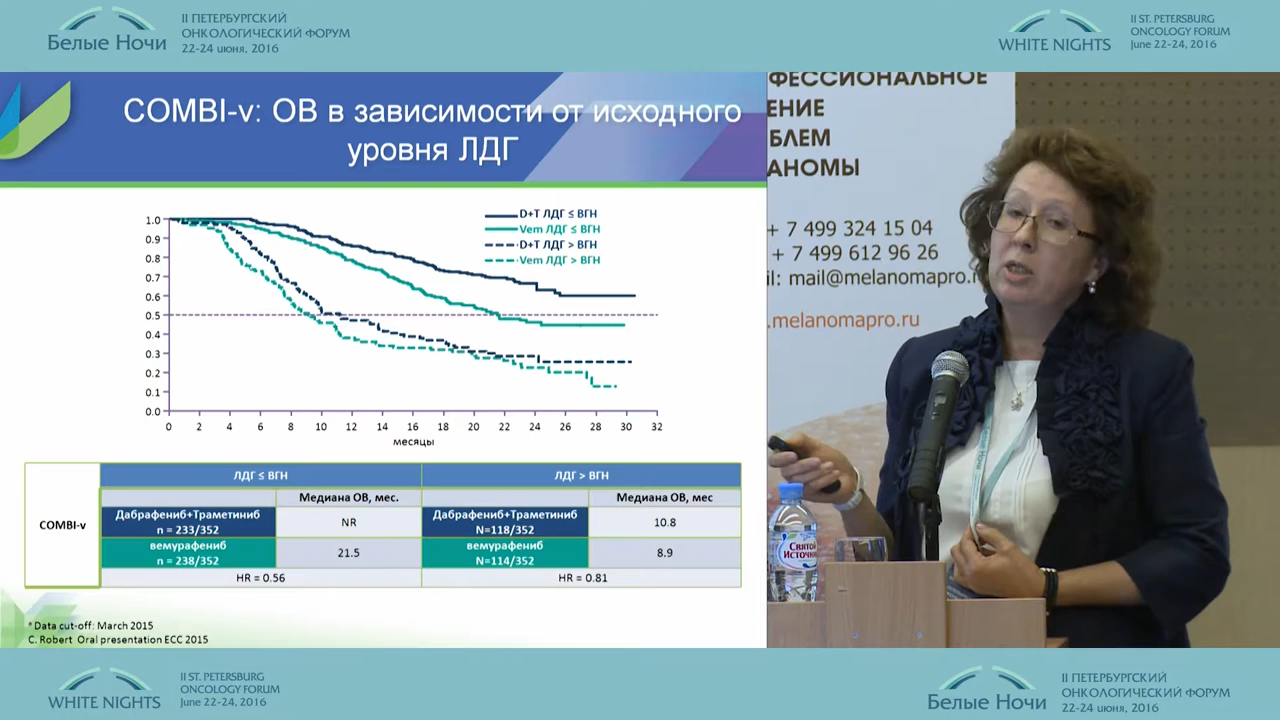 II ПЕТЕРБУРГСКИЙ
ОНКОЛОГИЧЕСКИЙ ФОРУМ
22-24 июня, 2016
Белые Ночи
WHITE NIGHTS
II ST. PETERSBURG
ONCOLOGY FORUM
June 22-24, 2016
COMBI-v: ОВ в зависимости от исходного
уровня ЛДГ
D+T ЛДГ ≤ ВГН
Vem ЛДГ ≤ ВГН
D+T ЛДГ > ВГН
Vem ЛДГ > ВГН
1.0
0.9
0.8
0.7
0.6
0.5
0.4
0.3
0.2
0.1
0.0
0 2 4 6 8 10 12 14 16 18 20 22 24 26 28 30 32
месяцы
ЛДГ ≤ ВГН ЛДГ > ВГН
Медиана ОВ, мес. Медиана ОВ, мес
COMBI-v
Дабрафениб+Траметиниб
n = 233/352
NR
Дабрафениб+Траметиниб
N=118/352
10.8
вемурафениб
n = 238/352
21.5
вемурафениб
N=114/352
8.9
HR = 0.56 HR = 0.81
* Data cut-off: March 2015
C. Robert Oral presentation ECC 2015
ФЕССИОНАЛЬНОЕ
ЕНИЕ
БЛЕМ
АНОМЫ
+ 7 499 324 15 04
+ 7 499 612 96 26
il: mail@melanomapro.r
.melanomapro.ru
Святой
Источник
WHITE NIGHTS
II ST. PETERSBURG
ONCOLOGY FORUM
June 22-24, 2016
Белые Ночи
II ПЕТЕРБУРГСКИЙ
ОНКОЛОГИЧЕСКИЙ ФОРУМ
22-24 июня, 2016